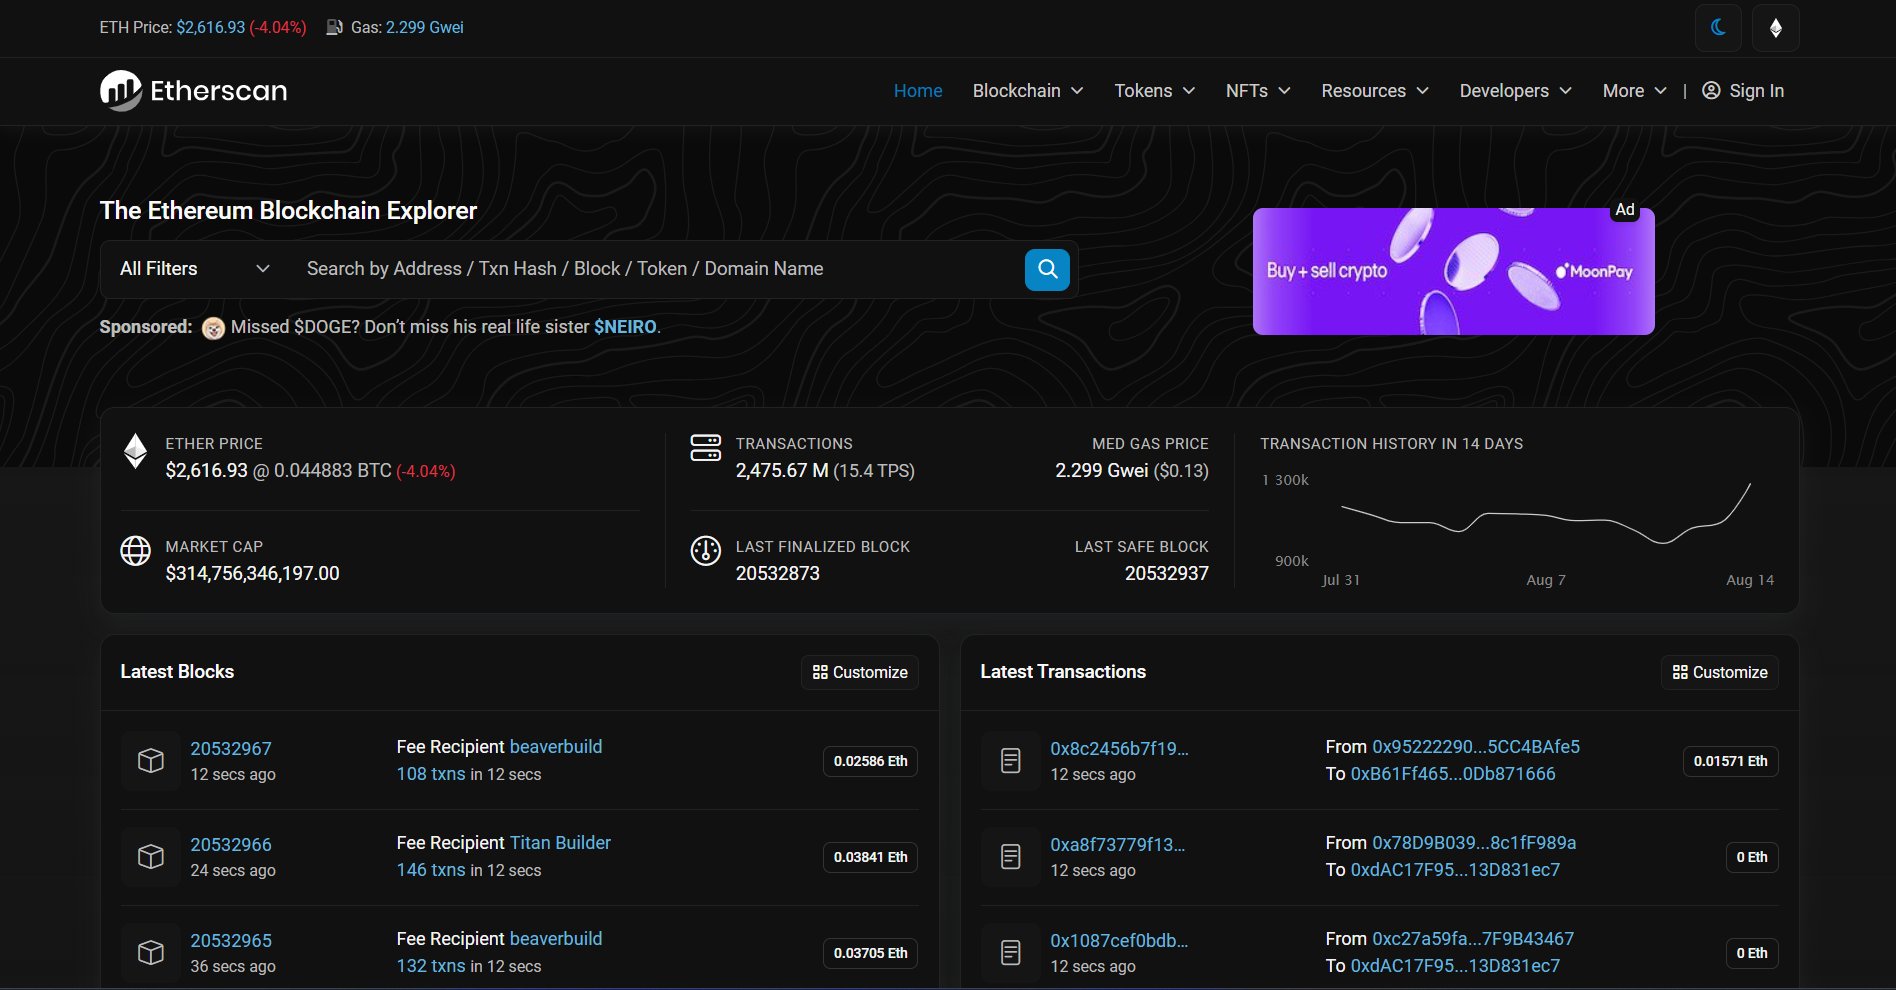 ETH Price: $2,616.93 (-4.04%) Gas: 2.299 Gwei
Etherscan
Home Blockchain Tokens NFTs Resources Developers More | Sign In
The Ethereum Blockchain Explorer
All Filters Search by Address / Txn Hash / Block / Token / Domain Name
Sponsored: Missed $DOGE? Don’t miss his real life sister $NEIRO.
Ad
Buy + sell crypto MoonPay
ETHER PRICE
$2,616.93 @ 0.044883 BTC (-4.04%)
MARKET CAP
$314,756,346,197.00
TRANSACTIONS
2,475.67 M (15.4 TPS)
MED GAS PRICE
2.299 Gwei ($0.13)
LAST FINALIZED BLOCK
20532873
LAST SAFE BLOCK
20532937
TRANSACTION HISTORY IN 14 DAYS
1 300k
900k
Jul 31 Aug 7 Aug 14
Latest Blocks Customize
20532967
12 secs ago
Fee Recipient beaverbuild
108 txns in 12 secs
0.02586 Eth
20532966
24 secs ago
Fee Recipient Titan Builder
146 txns in 12 secs
0.03841 Eth
20532965
36 secs ago
Fee Recipient beaverbuild
132 txns in 12 secs
0.03705 Eth
Latest Transactions Customize
0x8c2456b7f19...
12 secs ago
From 0x95222290...5CC4BAfe5
To 0xB61Ff465...0Db871666
0.01571 Eth
0xa8f73779f13...
12 secs ago
From 0x78D9B039...8c1fF989a
To 0xdAC17F95...13D831ec7
0 Eth
0x1087cef0bdb...
12 secs ago
From 0xc27a59fa...7F9B43467
To 0xdAC17F95...13D831ec7
0 Eth